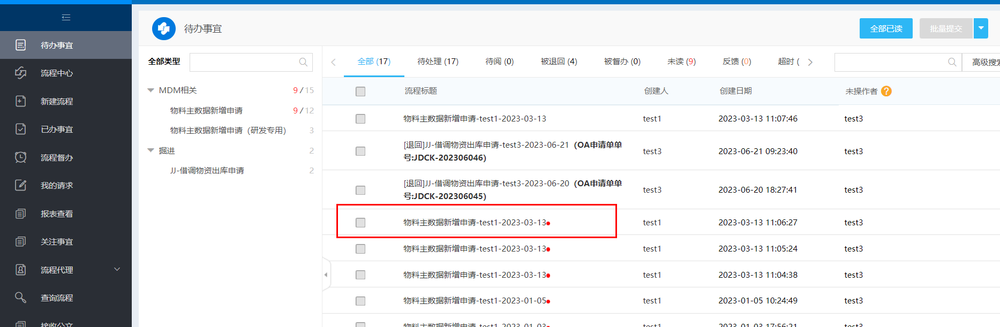 待办事宜
全部已读
批量提交
待办事宜
流程中心
新建流程
已办事宜
流程督办
我的请求
报表查看
关注事宜
流程代理
查询流程
接收公文
全部类型
MDM相关 9 / 15
物料主数据新增申请 9 / 12
物料主数据新增申请（研发专用） 3
掘进 2
JJ-借调物资出库申请 2
全部 (17) 待处理 (17) 待阅 (0) 被退回 (4) 被督办 (0) 未读 (9) 反馈 (0) 超时 (
高级搜索
流程标题 创建人 创建日期 未操作者 ?
物料主数据新增申请-test1-2023-03-13 test1 2023-03-13 11:07:46 test3
[退回]JJ-借调物资出库申请-test3-2023-06-21（OA申请单单
号:JDCK-202306046) test3 2023-06-21 09:23:40 test3
[退回]JJ-借调物资出库申请-test3-2023-06-20（OA申请单单
号:JDCK-202306045) test3 2023-06-20 18:27:41 test3
物料主数据新增申请-test1-2023-03-13 test1 2023-03-13 11:06:27 test3
物料主数据新增申请-test1-2023-03-13 test1 2023-03-13 11:05:24 test3
物料主数据新增申请-test1-2023-03-13 test1 2023-03-13 11:04:38 test3
物料主数据新增申请-test1-2023-01-05 test1 2023-01-05 10:24:49 test3
物料主数据新增申请-test1-2023-01-03 test1 2023-01-03 17:56:21 test3